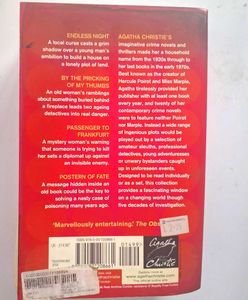 ENDLESS NIGHT
A local curse casts a grim
shadow over a young man's
ambition to build a house on
a lonely plot of land.
BY THE PRICKING
OF MY THUMBS
An old woman's ramblings
about something buried behind
a fireplace leads two ageing
detectives into real danger.
PASSENGER TO
FRANKFURT
A mystery woman's warning
that someone is trying to kill
her sets a diplomat up against
an invisible enemy.
POSTERN OF FATE
A message hidden inside an
old book could be the key to
solving a nasty case of
poisoning many years ago.
AGATHA CHRISTIE'S
imaginative crime novels and
thrillers made her a household
name from the 1920s through to
her last books in the early 1970s.
Best known as the creator of
Hercule Poirot and Miss Marple,
Agatha tirelessly provided her
publisher with at least one book
every year, and twenty of her
contemporary crime novels
were to feature neither Poirot
nor Marple. Instead a wide range
of ingenious plots would be
played out by a selection of
amateur sleuths, professional
detectives, young adventurers
or unwary bystanders caught
up in unforeseen events.
Designed to be read individually
or as a set, this collection
provides a fascinating window
on a changing world though
five decades of investigation.
'Marvellously entertaining.' The
Agatha
Christie